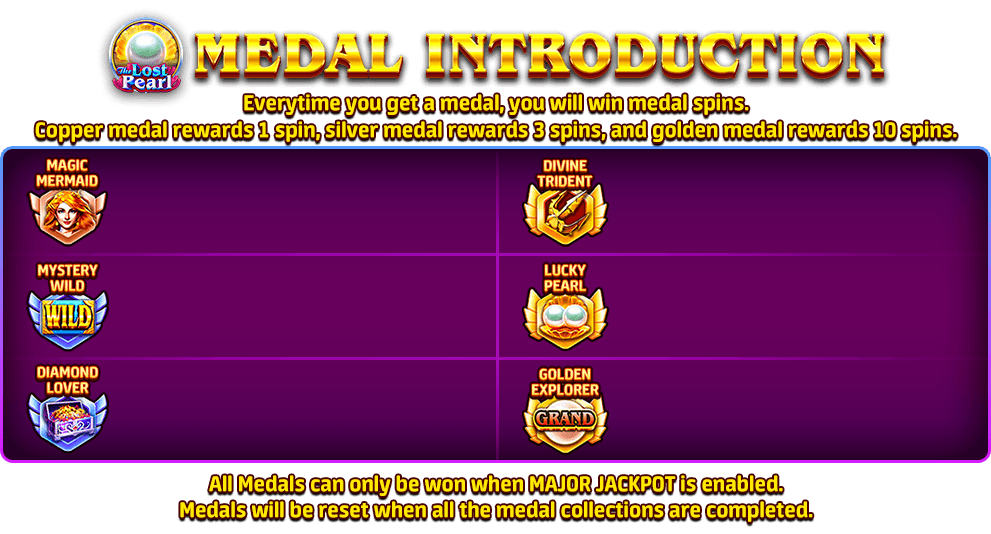 The
Lost
Pearl
MEDAL INTRODUCTION
Everytime you get a medal, you will win medal spins.
Copper medal rewards 1 spin, silver medal rewards 3 spins, and golden medal rewards 10 spins.
MAGIC
MERMAID
DIVINE
TRIDENT
MYSTERY
WILD
WILD
LUCKY
PEARL
DIAMOND
LOVER
GOLDEN
EXPLORER
GRAND
All Medals can only be won when MAJOR JACKPOT is enabled.
Medals will be reset when all the medal collections are completed.